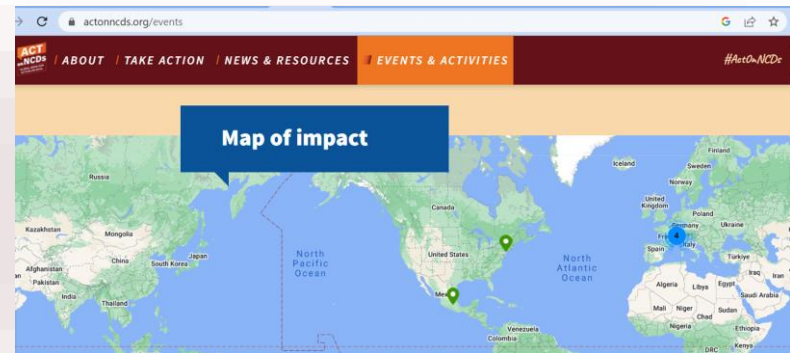 actonncds.org/events
ACT
onNCDs
ABOUT / TAKE ACTION / NEWS & RESOURCES
EVENTS & ACTIVITIES
#ActOnNCDs
Map of impact
Russia
Kazakhstan
Mongolia
Afghanistan
China
South Korea
Japan
Pakistan
India
Thailand
North
Pacific
Ocean
Canada
United States
Venezuela
Colombia
North
Atlantic
Ocean
Iceland
Finland
Sweden
Norway
United
Kingdom
Poland
Ukraine
4
Italy
Spain
Türkiye
Iraq
Iran
Algeria
Libya
Egypt
Saudi Arabia
Mali
Niger
Chad
Sudan
Nigeria
Ethiopia
DRC
Kenya